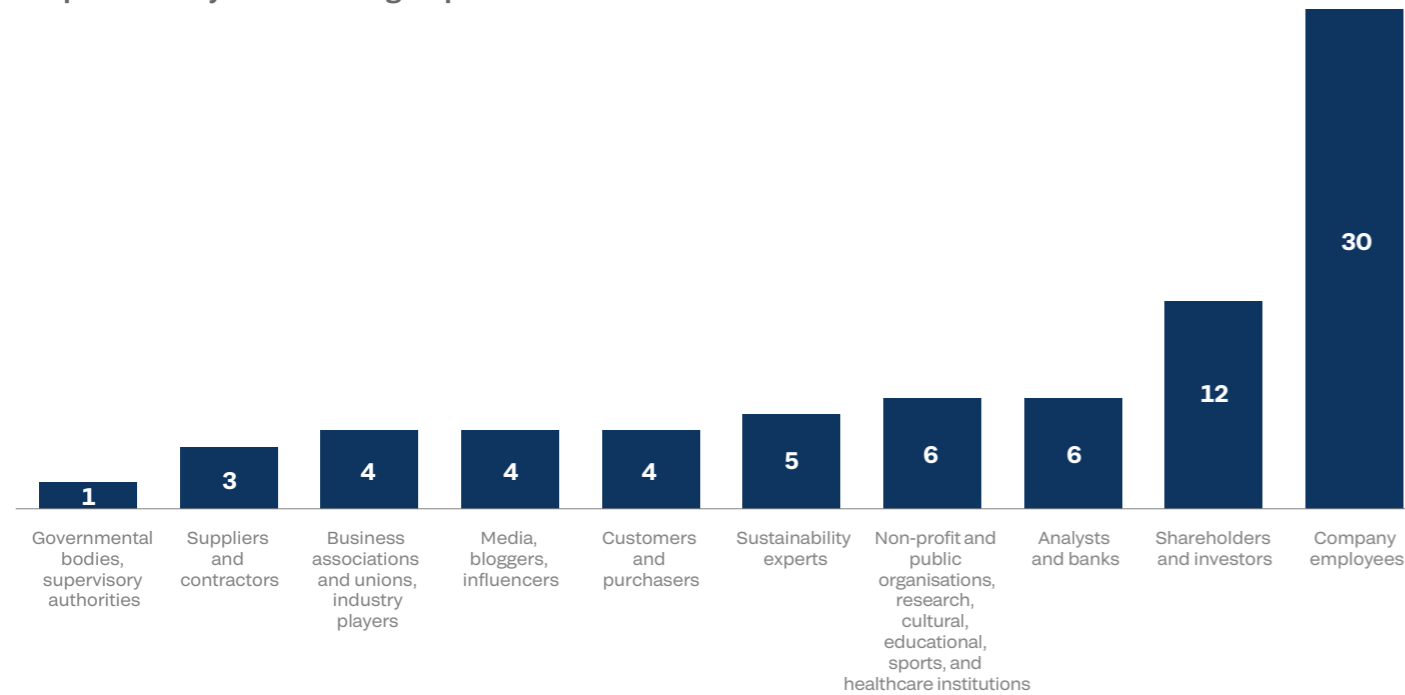 30
12
6
6
5
4
4
4
3
1
Governmental
bodies,
supervisory
authorities
Suppliers
and
contractors
Business
associations
and unions,
industry
players
Media,
bloggers,
influencers
Customers
and
purchasers
Sustainability
experts
Non-profit and
public
organisations,
research,
cultural,
educational,
sports, and
healthcare institutions
Analysts
and banks
Shareholders
and investors
Company
employees